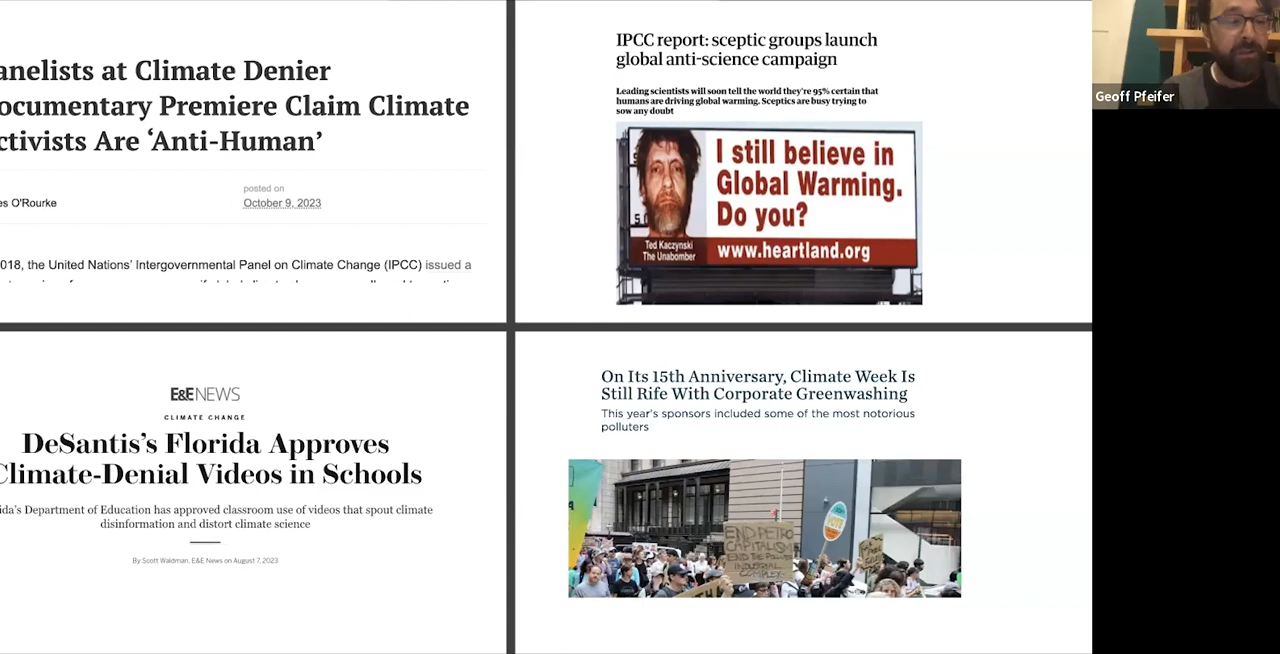 anelists at Climate Denier
ocumentary Premiere Claim Climate
ctivists Are ‘Anti-Human’
posted on
es O'Rourke
October 9, 2023
018, the United Nations’ Intergovernmental Panel on Climate Change (IPCC) issued a
IPCC report: sceptic groups launch
global anti-science campaign
Leading scientists will soon tell the world they're 95% certain that
humans are driving global warming. Sceptics are busy trying to
sow any doubt
I still believe in
Global Warming.
Do you?
Ted Kaczynski
The Unabomber
www.heartland.org
E&E NEWS
CLIMATE CHANGE
DeSantis’s Florida Approves
Climate-Denial Videos in Schools
ida’s Department of Education has approved classroom use of videos that spout climate
disinformation and distort climate science
By Scott Waldman, E&E News on August 7, 2023
On Its 15th Anniversary, Climate Week Is
Still Rife With Corporate Greenwashing
This year’s sponsors included some of the most notorious
polluters
END PETRO
CAPITALISM
END THE
INDUSTRIAL
COMPLEX
Geoff Pfeifer